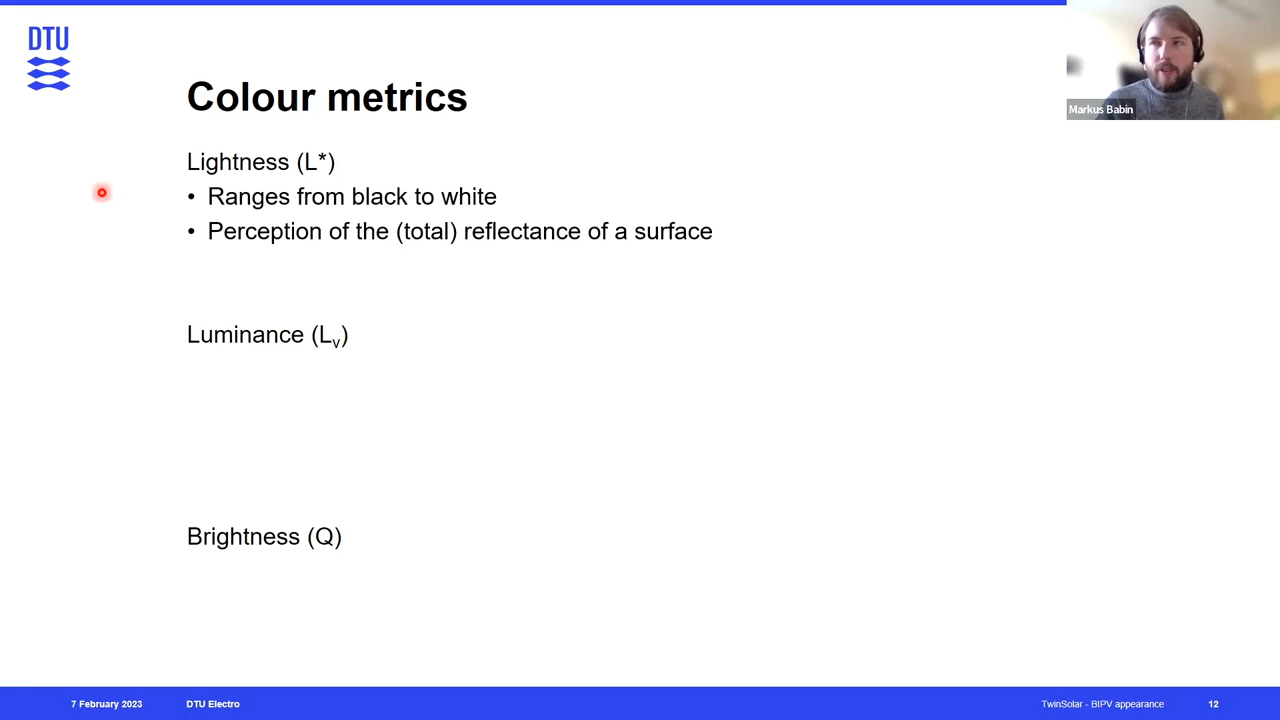 DTU
Markus Babin
Colour metrics
Lightness (L*)
• Ranges from black to white
• Perception of the (total) reflectance of a surface
Luminance (Lᵥ)
Brightness (Q)
7 February 2023 DTU Electro TwinSolar - BIPV appearance 12